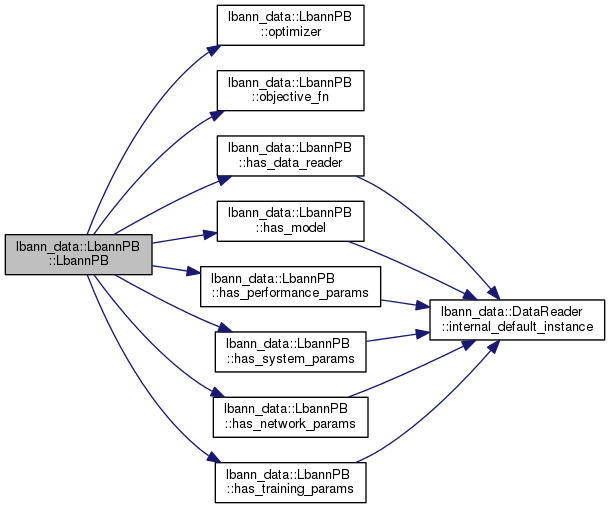 lbann_data::LbannPB
::optimizer
lbann_data::LbannPB
::objective_fn
lbann_data::LbannPB
::has_data_reader
lbann_data::LbannPB
::has_model
lbann_data::LbannPB
::LbannPB
lbann_data::LbannPB
::has_performance_params
lbann_data::DataReader
::internal_default_instance
lbann_data::LbannPB
::has_system_params
lbann_data::LbannPB
::has_network_params
lbann_data::LbannPB
::has_training_params